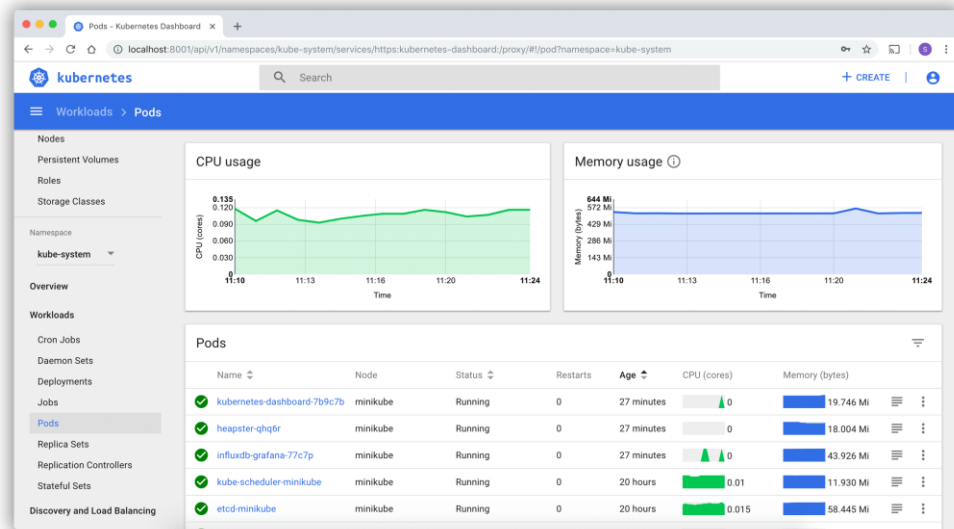 Pods - Kubernetes Dashboard
localhost:8001/api/v1/namespaces/kube-system/services/https:kubernetes-dashboard:/proxy/#!/pod?namespace=kube-system
S
kubernetes
Search
+ CREATE
Workloads > Pods
Nodes
Persistent Volumes
Roles
Storage Classes
Namespace
kube-system
Overview
Workloads
Cron Jobs
Daemon Sets
Deployments
Jobs
Pods
Replica Sets
Replication Controllers
Stateful Sets
Discovery and Load Balancing
CPU usage
CPU (cores)
0.135
0.120
0.090
0.060
0.030
0
11:10 11:13 11:16 11:20 11:24
Time
Memory usage
Memory (bytes)
644 Mi
572 Mi
429 Mi
286 Mi
143 Mi
0
11:10 11:13 11:16 11:20 11:24
Time
Pods
Name Node Status Restarts Age CPU (cores) Memory (bytes)
kubernetes-dashboard-7b9c7b minikube Running 0 27 minutes 0 19.746 Mi
heapster-qhq6r minikube Running 0 27 minutes 0 18.004 Mi
influxdb-grafana-77c7p minikube Running 0 27 minutes 0 43.926 Mi
kube-scheduler-minikube minikube Running 0 20 hours 0.01 11.930 Mi
etcd-minikube minikube Running 0 20 hours 0.015 58.445 Mi